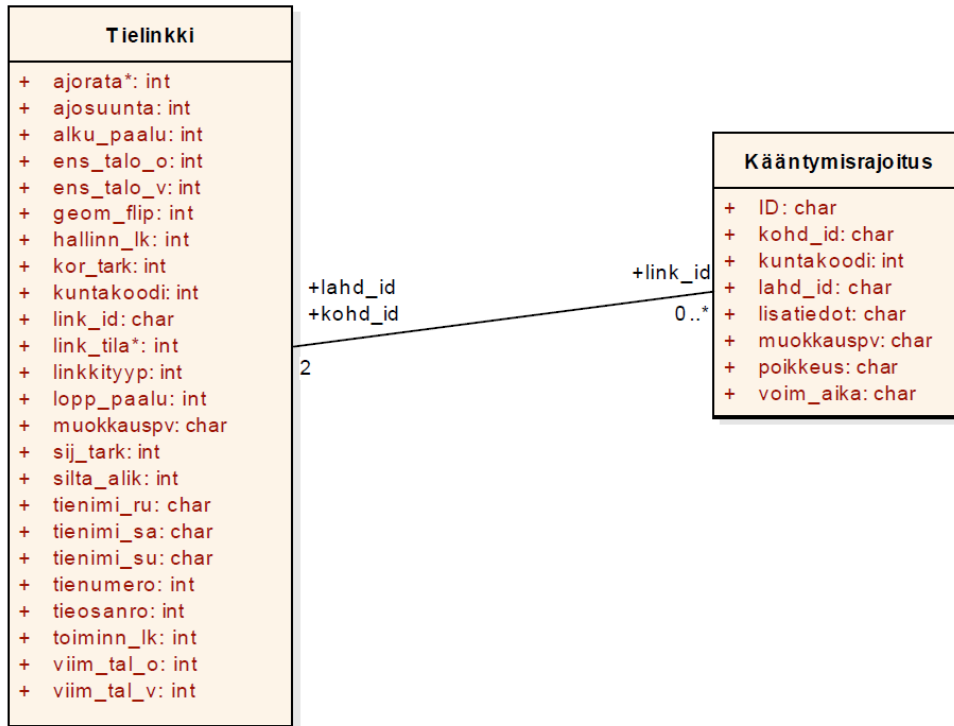 Tielinkki
+ ajorata*: int
+ ajosuunta: int
+ alku_paalu: int
+ ens_talo_o: int
+ ens_talo_v: int
+ geom_flip: int
+ hallinn_lk: int
+ kor_tark: int
+ kuntakoodi: int
+ link_id: char
+ link_tila*: int
+ linkkityyp: int
+ lopp_paalu: int
+ muokkauspv: char
+ sij_tark: int
+ silta_alik: int
+ tienimi_ru: char
+ tienimi_sa: char
+ tienimi_su: char
+ tienumero: int
+ tieosanro: int
+ toiminn_lk: int
+ viim_tal_o: int
+ viim_tal_v: int
+lahd_id
+kohd_id
2
+link_id
0..*
Kääntymisrajoitus
+ ID: char
+ kohd_id: char
+ kuntakoodi: int
+ lahd_id: char
+ lisatiedot: char
+ muokkauspv: char
+ poikkeus: char
+ voim_aika: char